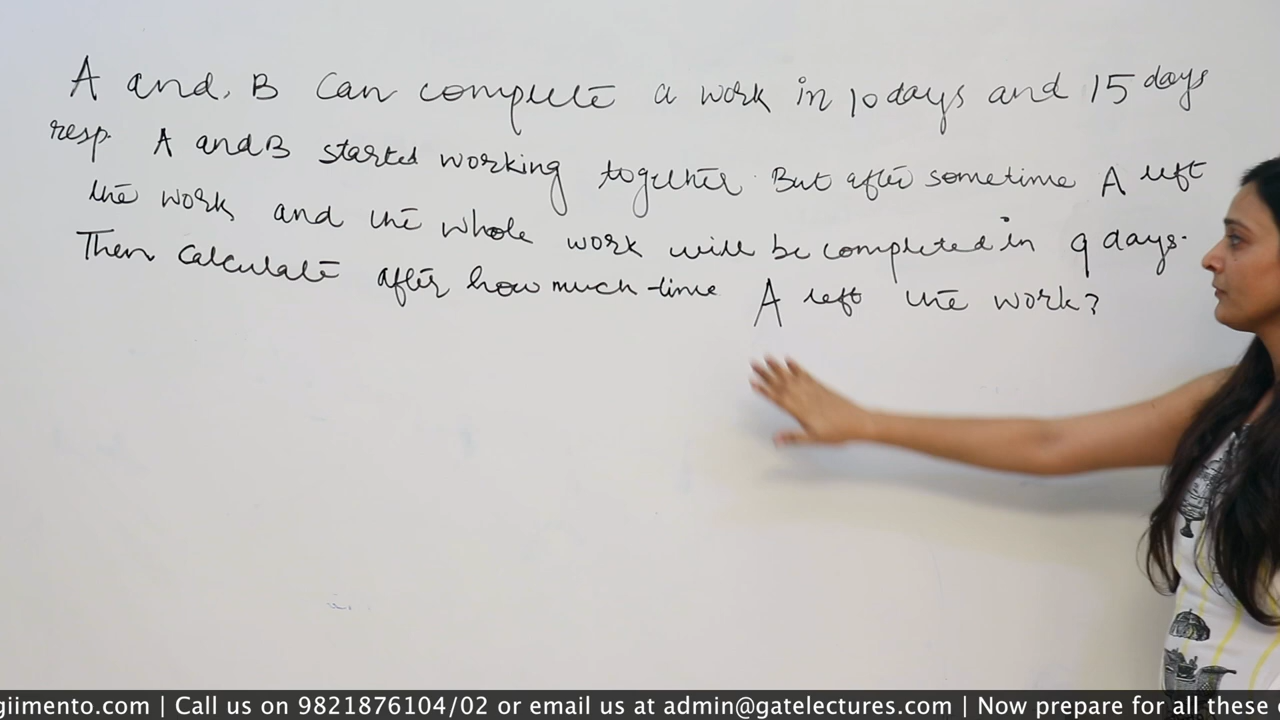 A and B can complete a work in 10 days and 15 days
resp. A and B started working together. But after sometime A left
the work and the whole work will be completed in 9 days.
Then calculate after how much time A left the work?
giimento.com | Call us on 9821876104/02 or email us at admin@gatelectures.com | Now prepare for all these